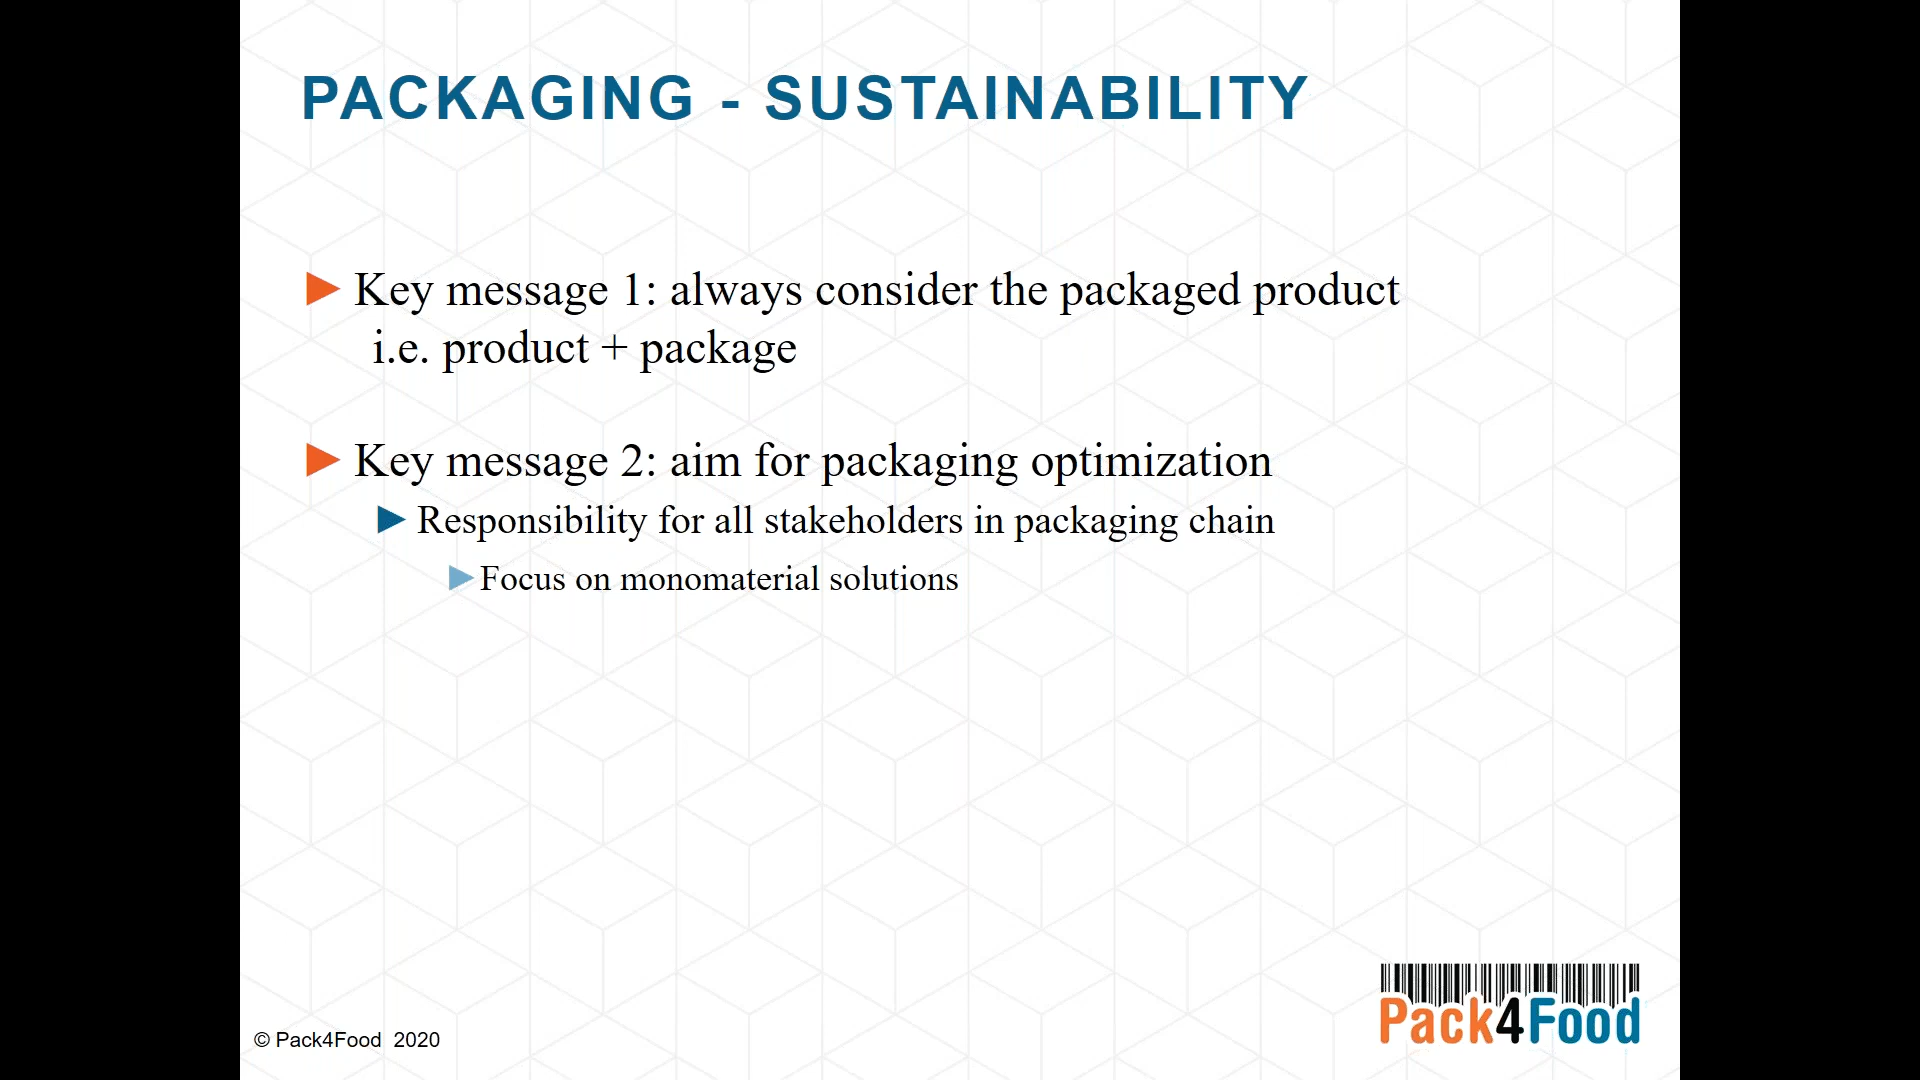 PACKAGING - SUSTAINABILITY
Key message 1: always consider the packaged product
i.e. product + package
Key message 2: aim for packaging optimization
Responsibility for all stakeholders in packaging chain
Focus on monomaterial solutions
© Pack4Food 2020
Pack4Food